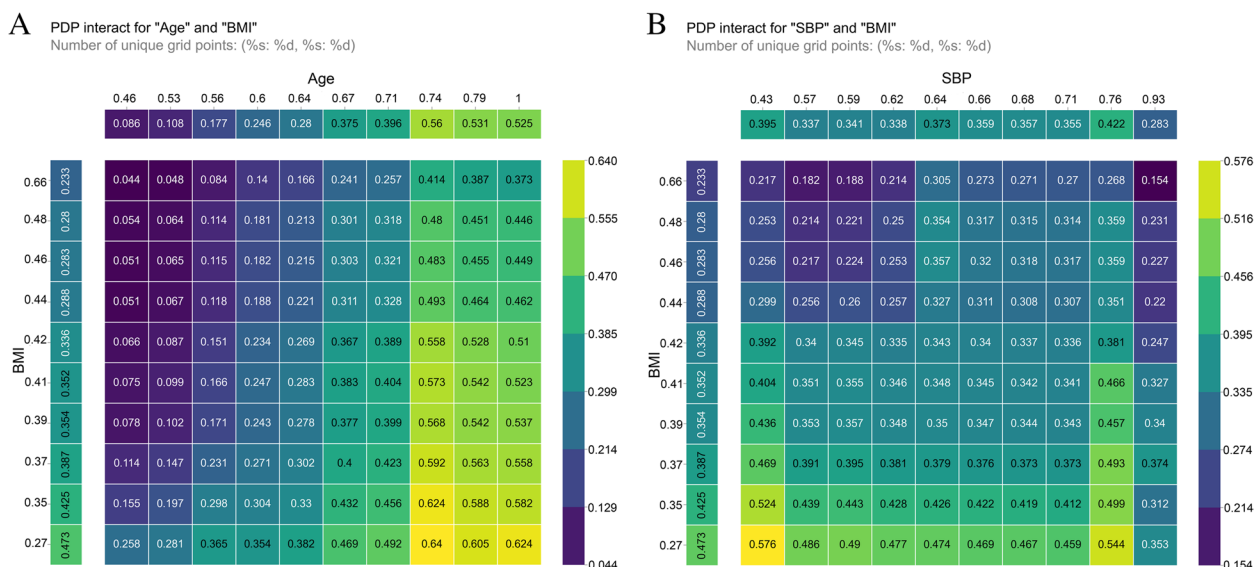 A
PDP interact for "Age" and "BMI"
Number of unique grid points: (%s: %d, %s: %d)
Age
0.46 0.53 0.56 0.6 0.64 0.67 0.71 0.74 0.79 1
0.086 0.108 0.177 0.246 0.28 0.375 0.396 0.56 0.531 0.525
BMI
0.66 0.233 0.044 0.048 0.084 0.14 0.166 0.241 0.257 0.414 0.387 0.373
0.48 0.28 0.054 0.064 0.114 0.181 0.213 0.301 0.318 0.48 0.451 0.446
0.46 0.283 0.051 0.065 0.115 0.182 0.215 0.303 0.321 0.483 0.455 0.449
0.44 0.288 0.051 0.067 0.118 0.188 0.221 0.311 0.328 0.493 0.464 0.462
0.42 0.336 0.066 0.087 0.151 0.234 0.269 0.367 0.389 0.558 0.528 0.51
0.41 0.352 0.075 0.099 0.166 0.247 0.283 0.383 0.404 0.573 0.542 0.523
0.39 0.354 0.078 0.102 0.171 0.243 0.278 0.377 0.399 0.568 0.542 0.537
0.37 0.387 0.114 0.147 0.231 0.271 0.302 0.4 0.423 0.592 0.563 0.558
0.35 0.425 0.155 0.197 0.298 0.304 0.33 0.432 0.456 0.624 0.588 0.582
0.27 0.473 0.258 0.281 0.365 0.354 0.382 0.469 0.492 0.64 0.605 0.624
0.640
0.555
0.470
0.385
0.299
0.214
0.129
0.044
B
PDP interact for "SBP" and "BMI"
Number of unique grid points: (%s: %d, %s: %d)
SBP
0.43 0.57 0.59 0.62 0.64 0.66 0.68 0.71 0.76 0.93
0.395 0.337 0.341 0.338 0.373 0.359 0.357 0.355 0.422 0.283
BMI
0.66 0.233 0.217 0.182 0.188 0.214 0.305 0.273 0.271 0.27 0.268 0.154
0.48 0.28 0.253 0.214 0.221 0.25 0.354 0.317 0.315 0.314 0.359 0.231
0.46 0.283 0.256 0.217 0.224 0.253 0.357 0.32 0.318 0.317 0.359 0.227
0.44 0.288 0.299 0.256 0.26 0.257 0.327 0.311 0.308 0.307 0.351 0.22
0.42 0.336 0.392 0.34 0.345 0.335 0.343 0.34 0.337 0.336 0.381 0.247
0.41 0.352 0.404 0.351 0.355 0.346 0.348 0.345 0.342 0.341 0.466 0.327
0.39 0.354 0.436 0.353 0.357 0.348 0.35 0.347 0.344 0.343 0.457 0.34
0.37 0.387 0.469 0.391 0.395 0.381 0.379 0.376 0.373 0.373 0.493 0.374
0.35 0.425 0.524 0.439 0.443 0.428 0.426 0.422 0.419 0.412 0.499 0.312
0.27 0.473 0.576 0.486 0.49 0.477 0.474 0.469 0.467 0.459 0.544 0.353
0.576
0.516
0.456
0.395
0.335
0.274
0.214
0.154